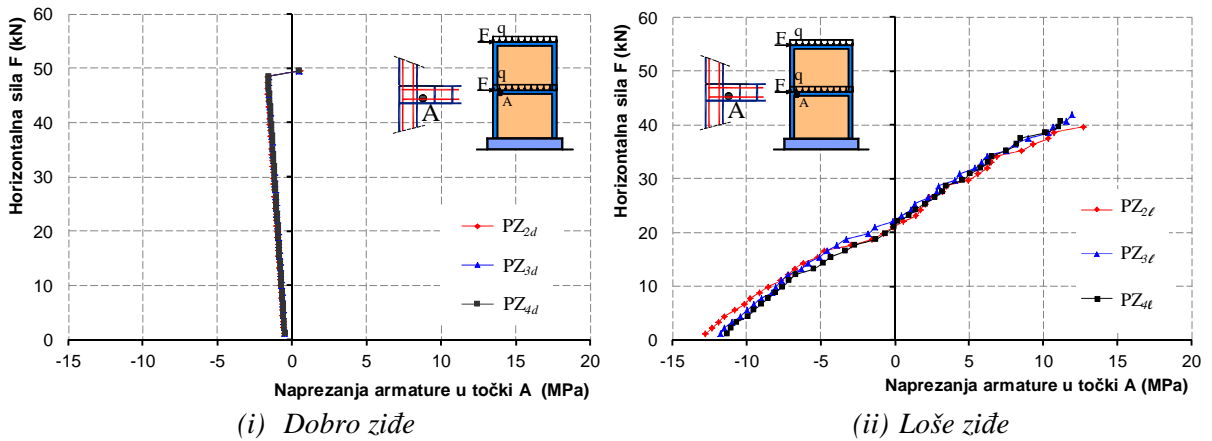 Horizontalna sila F (kN)
60
50
40
30
20
10
0
-15 -10 -5 0 5 10 15 20
Naprezanja armature u točki A (MPa)
A
F q
F q
A
PZ2d
PZ3d
PZ4d
(i) Dobro ziđe
Horizontalna sila F (kN)
60
50
40
30
20
10
0
-15 -10 -5 0 5 10 15 20
Naprezanja armature u točki A (MPa)
A
F q
F q
A
PZ2ℓ
PZ3ℓ
PZ4ℓ
(ii) Loše ziđe